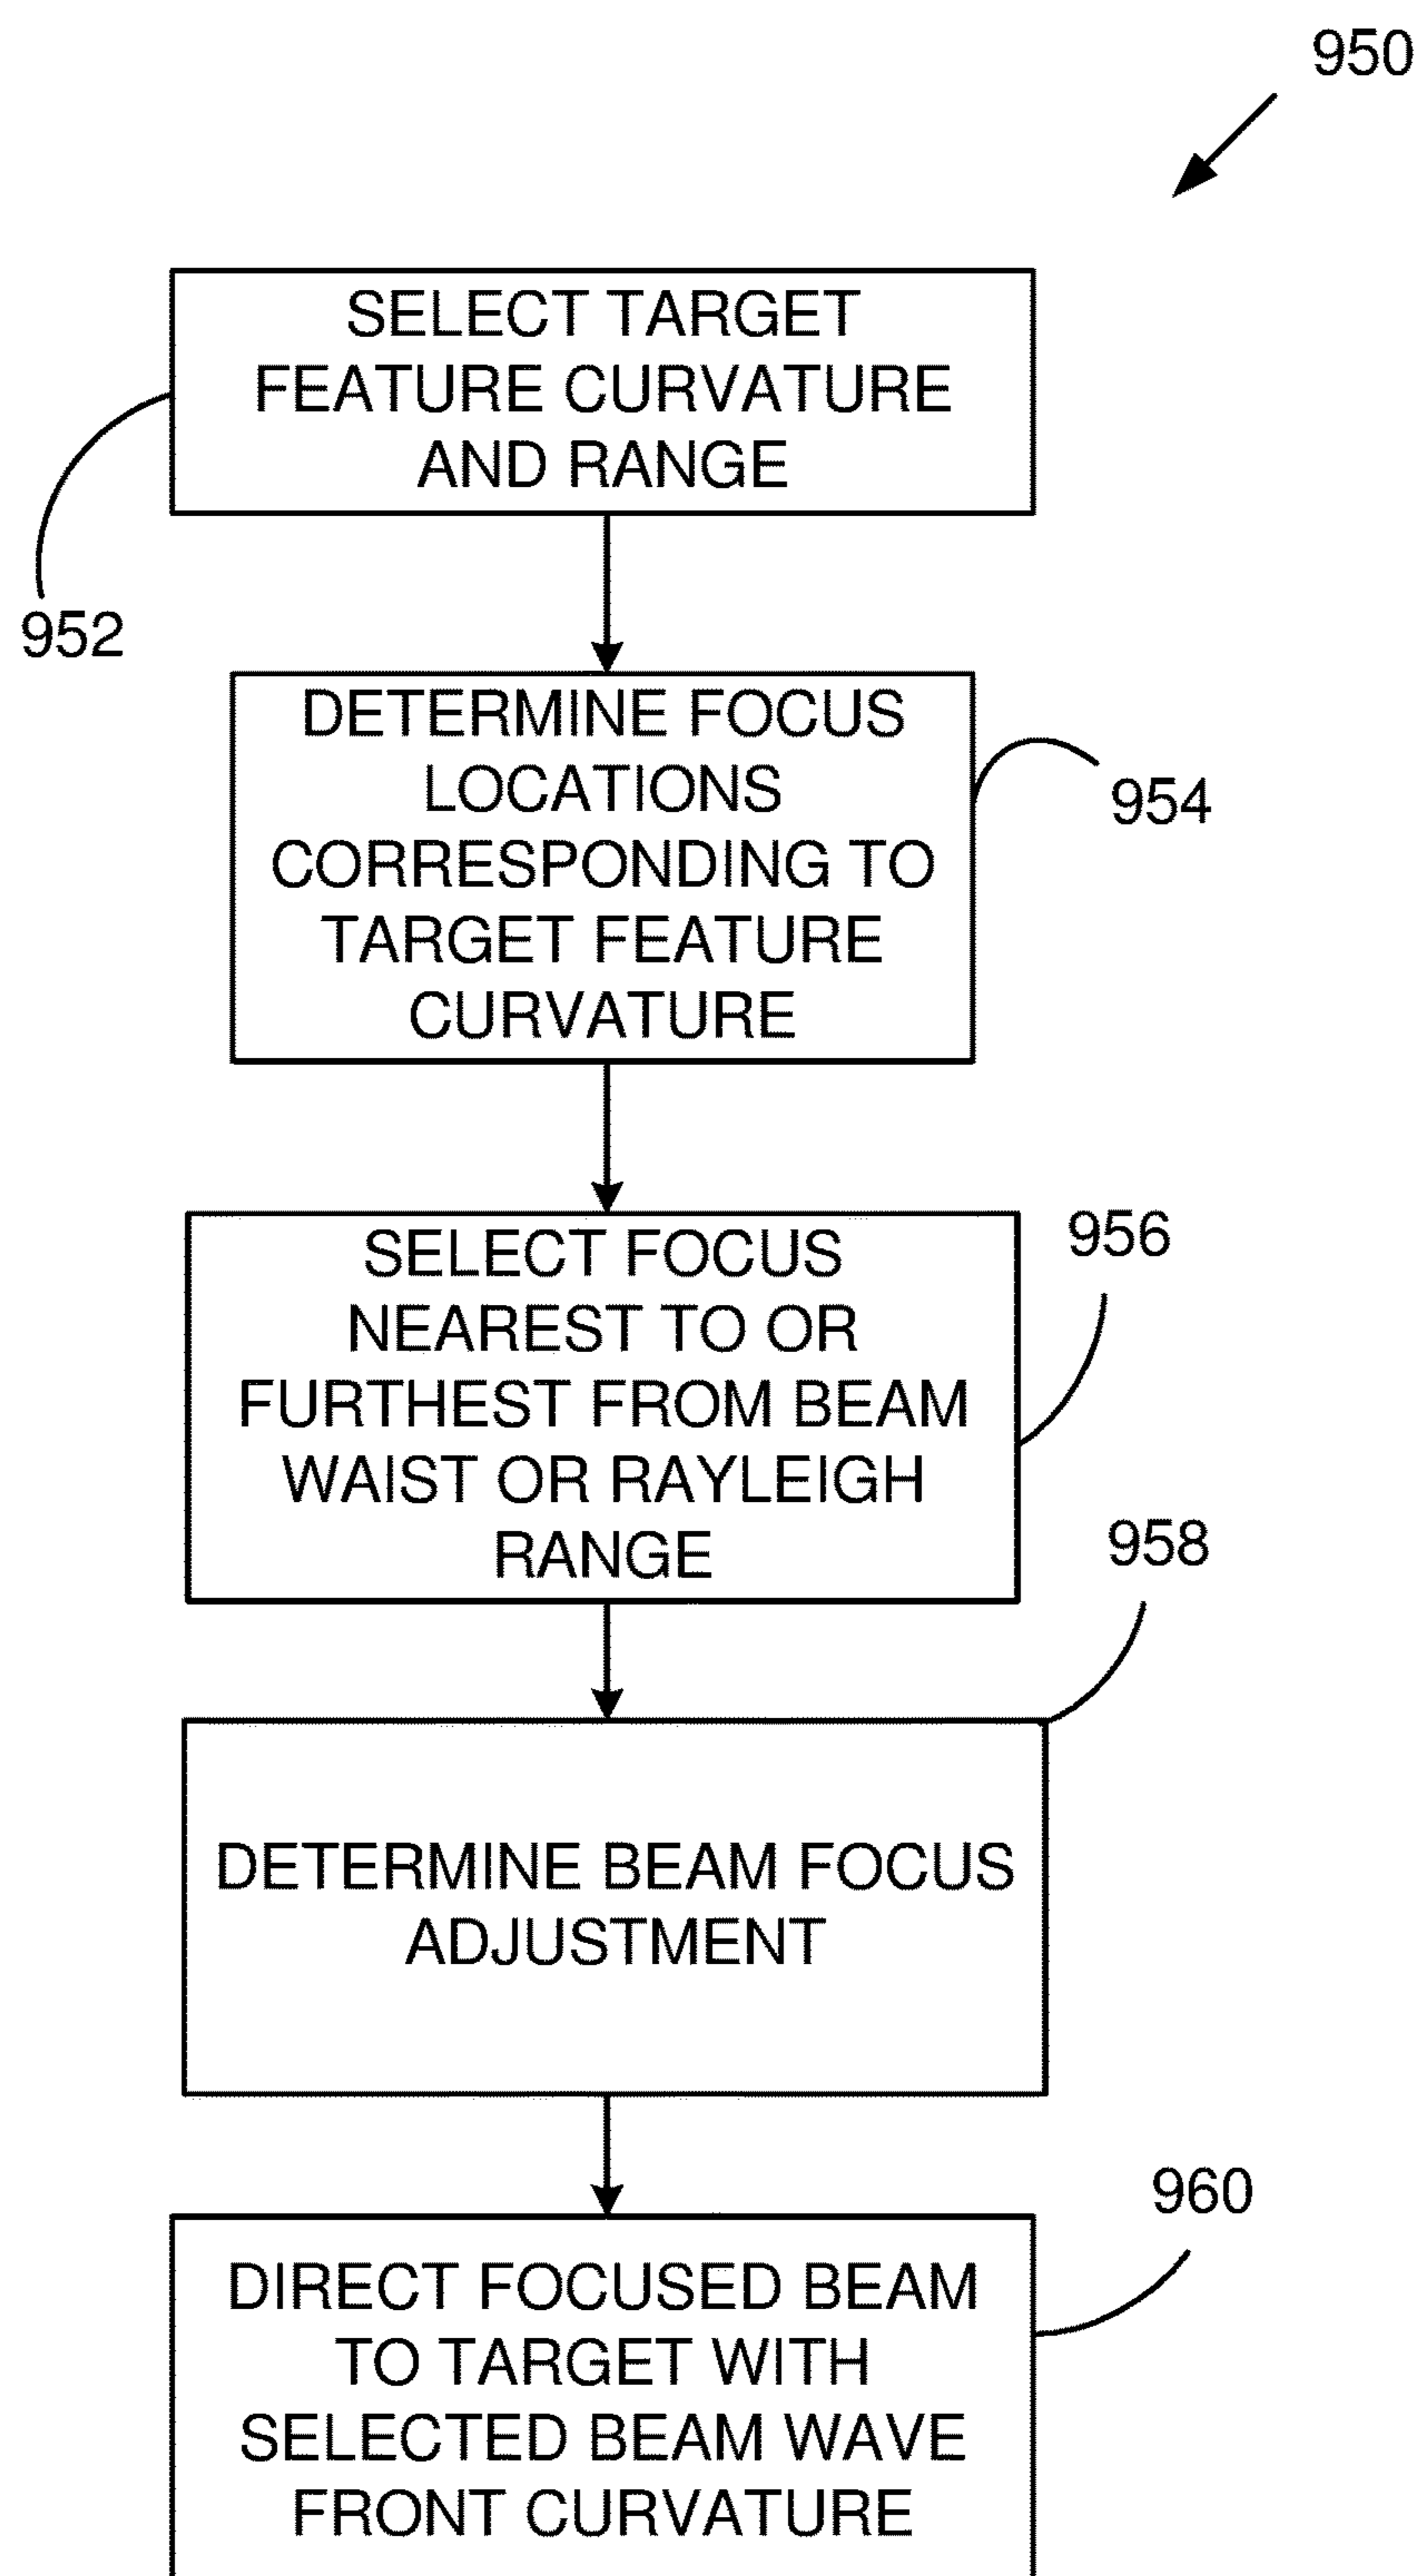 950
SELECT TARGET
FEATURE CURVATURE
AND RANGE
952
DETERMINE FOCUS
LOCATIONS
CORRESPONDING TO
TARGET FEATURE
CURVATURE
954
SELECT FOCUS
NEAREST TO OR
FURTHEST FROM BEAM
WAIST OR RAYLEIGH
RANGE
956
958
DETERMINE BEAM FOCUS
ADJUSTMENT
960
DIRECT FOCUSED BEAM
TO TARGET WITH
SELECTED BEAM WAVE
FRONT CURVATURE